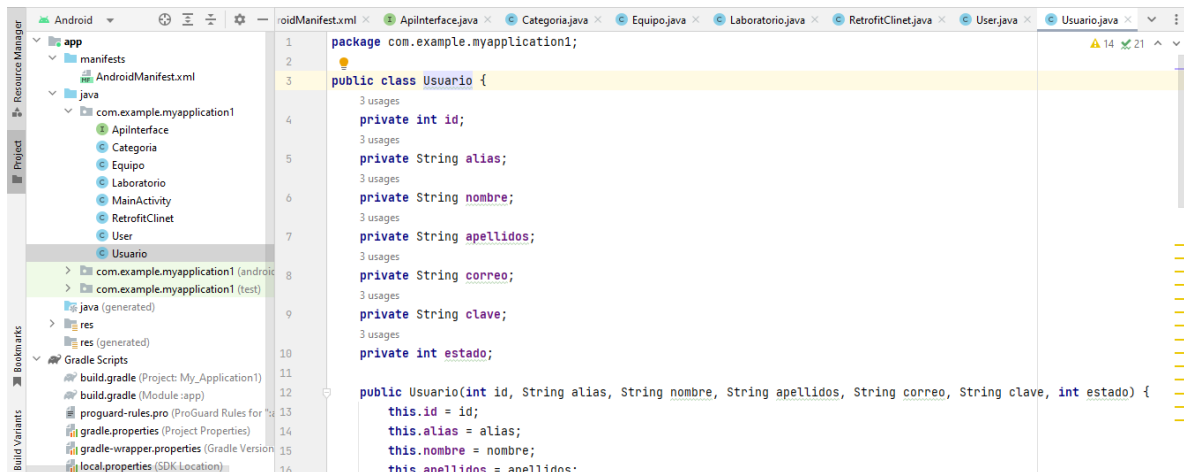 Android
roidManifest.xml
ApiInterface.java
Categoria.java
Equipo.java
Laboratorio.java
RetrofitClinet.java
User.java
Usuario.java
Resource Manager
Project
Bookmarks
Build Variants
app
manifests
AndroidManifest.xml
java
com.example.myapplication1
ApiInterface
Categoria
Equipo
Laboratorio
MainActivity
RetrofitClinet
User
Usuario
com.example.myapplication1 (androic
com.example.myapplication1 (test)
java (generated)
res
res (generated)
Gradle Scripts
build.gradle (Project: My_Application1)
build.gradle (Module :app)
proguard-rules.pro (ProGuard Rules for ":a
gradle.properties (Project Properties)
gradle-wrapper.properties (Gradle Version
local.properties (SDK Location)
14 21
1 package com.example.myapplication1;
2
3 public class Usuario {
3 usages
4 private int id;
3 usages
5 private String alias;
3 usages
6 private String nombre;
3 usages
7 private String apellidos;
3 usages
8 private String correo;
3 usages
9 private String clave;
3 usages
10 private int estado;
11
12 public Usuario(int id, String alias, String nombre, String apellidos, String correo, String clave, int estado) {
13 this.id = id;
14 this.alias = alias;
15 this.nombre = nombre;
16 this.apellidos = apellidos;